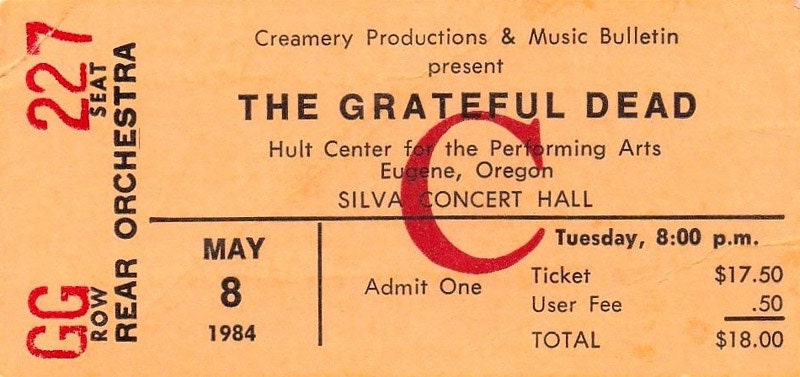 227
SEAT
GG
ROW
REAR ORCHESTRA
Creamery Productions & Music Bulletin
present
THE GRATEFUL DEAD
Hult Center for the Performing Arts
Eugene, Oregon
SILVA CONCERT HALL
C
MAY
8
1984
Admit One
Tuesday, 8:00 p.m.
Ticket $17.50
User Fee .50
TOTAL $18.00